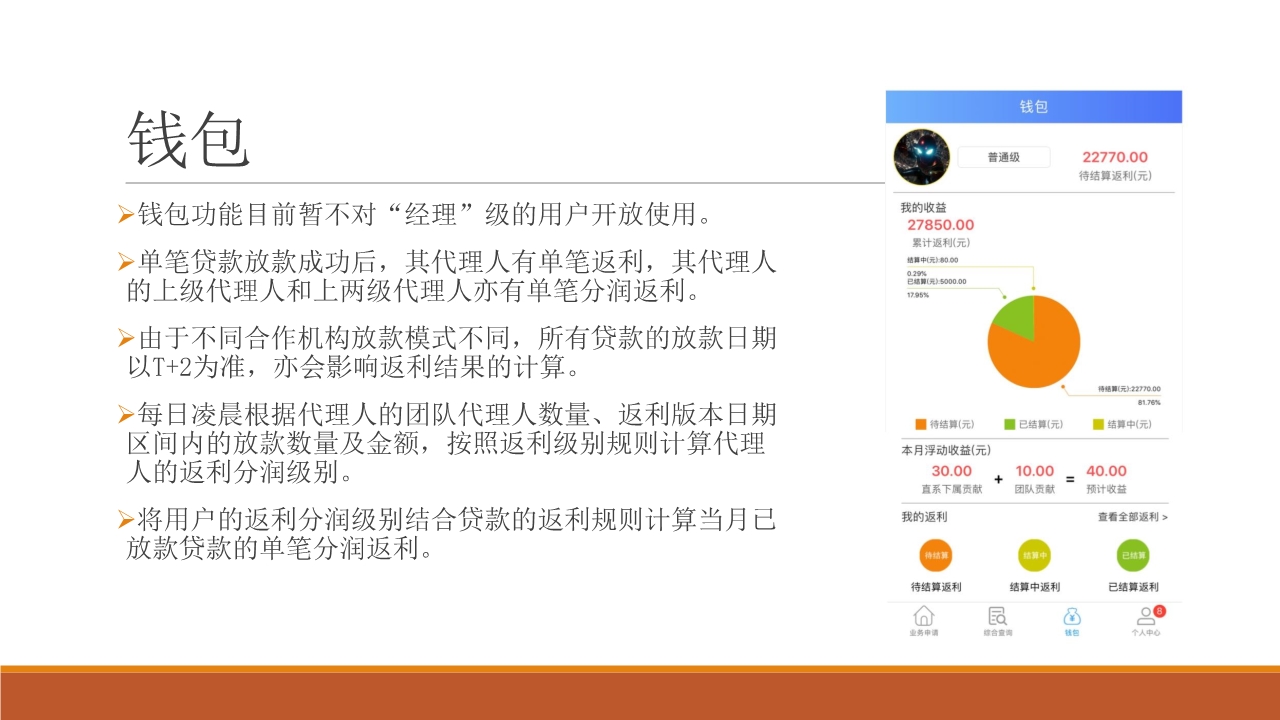 钱包
➢钱包功能目前暂不对“经理”级的用户开放使用。
➢单笔贷款放款成功后，其代理人有单笔返利，其代理人
的上级代理人和上两级代理人亦有单笔分润返利。
➢由于不同合作机构放款模式不同，所有贷款的放款日期
以T+2为准，亦会影响返利结果的计算。
➢每日凌晨根据代理人的团队代理人数量、返利版本日期
区间内的放款数量及金额，按照返利级别规则计算代理
人的返利分润级别。
➢将用户的返利分润级别结合贷款的返利规则计算当月已
放款贷款的单笔分润返利。
钱包
普通级
22770.00
待结算返利(元)
我的收益
27850.00
累计返利(元)
结算中(元):80.00
0.29%
已结算(元):5000.00
17.95%
待结算(元):22770.00
81.76%
待结算(元) 已结算(元) 结算中(元)
本月浮动收益(元)
30.00 + 10.00 = 40.00
直系下属贡献 团队贡献 预计收益
我的返利 查看全部返利 >
待结算 结算中 已结算
待结算返利 结算中返利 已结算返利
8
业务申请 综合查询 钱包 个人中心